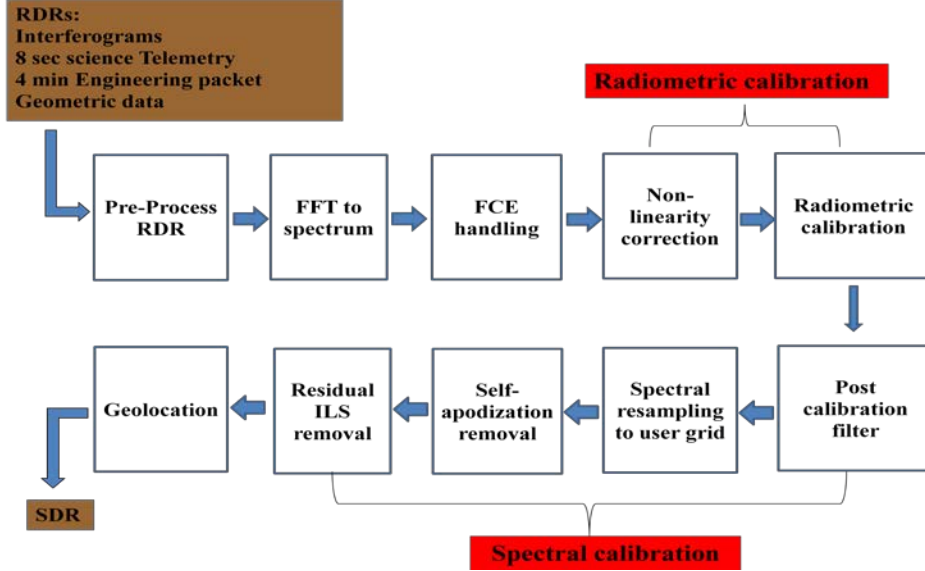 RDRs:
Interferograms
8 sec science Telemetry
4 min Engineering packet
Geometric data
Radiometric calibration
Pre-Process
RDR
FFT to
spectrum
FCE
handling
Non-
linearity
correction
Radiometric
calibration
Post
calibration
filter
Spectral
resampling
to user grid
Self-
apodization
removal
Residual
ILS
removal
Geolocation
SDR
Spectral calibration